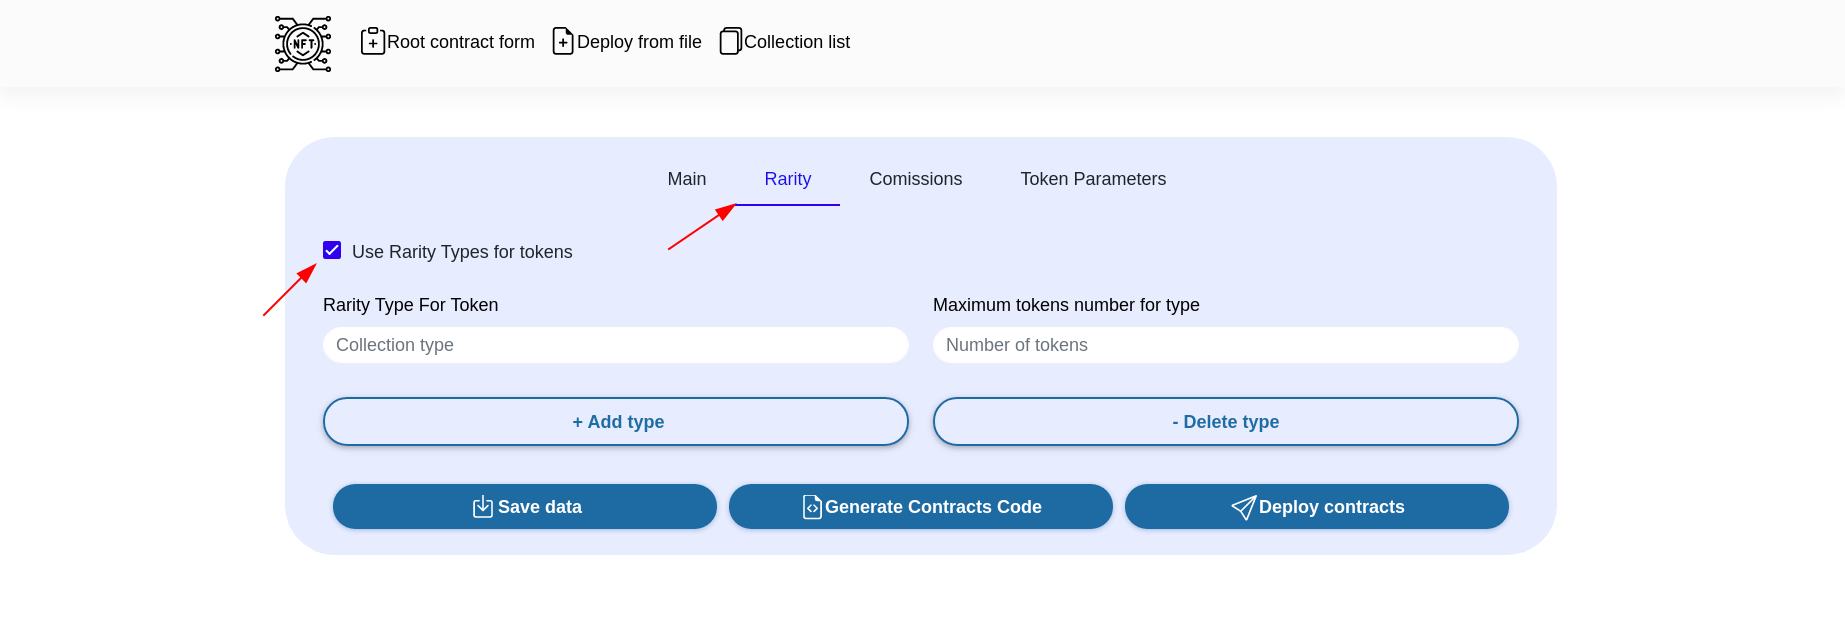 NFT
Root contract form
Deploy from file
Collection list
Main
Rarity
Comissions
Token Parameters
Use Rarity Types for tokens
Rarity Type For Token
Maximum tokens number for type
Collection type
Number of tokens
+ Add type
- Delete type
Save data
Generate Contracts Code
Deploy contracts